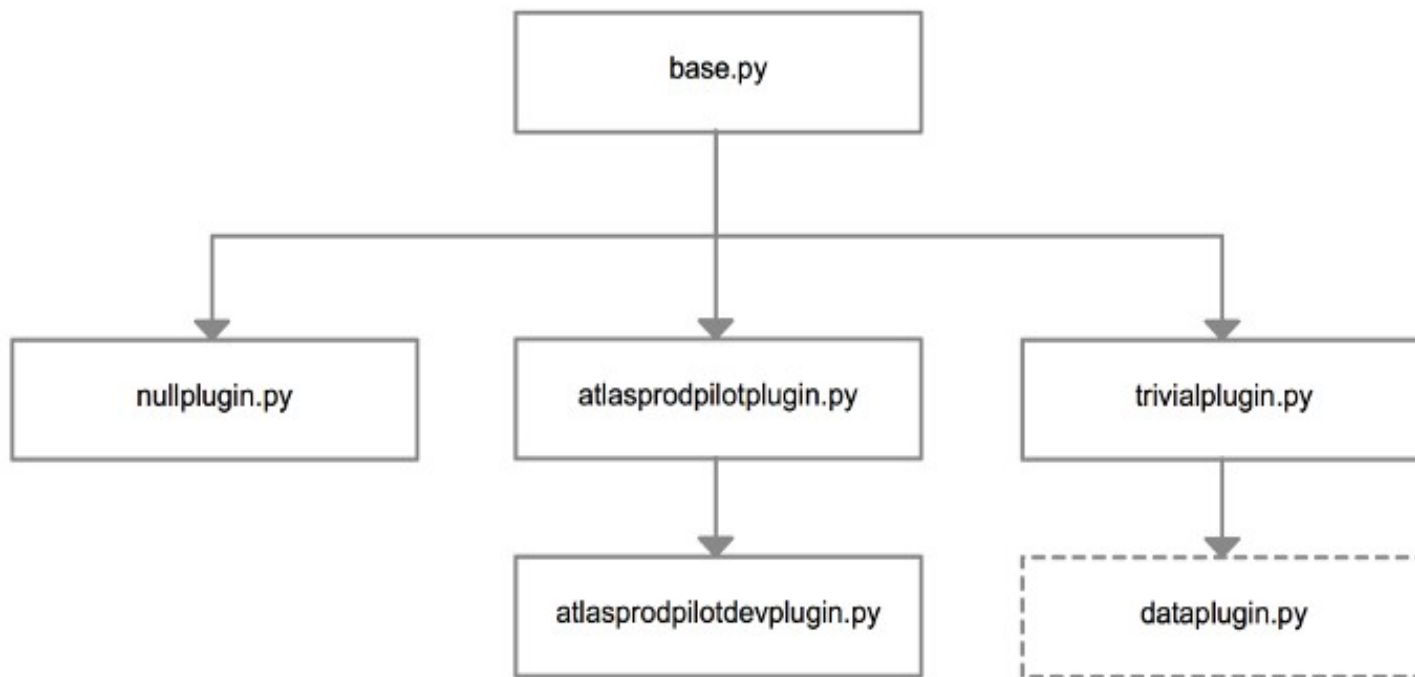 base.py
nullplugin.py
atlasprodpilotplugin.py
trivialplugin.py
atlasprodpilotdevplugin.py
dataplugin.py